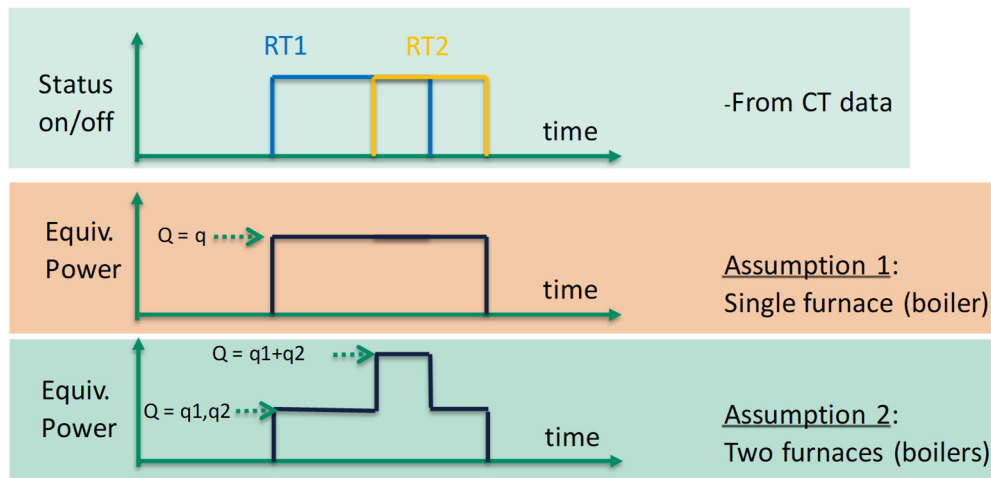 RT1
RT2
Status
on/off
time
-From CT data
Equiv.
Power
Q = q
time
Assumption 1:
Single furnace (boiler)
Equiv.
Power
Q = q1+q2
Q = q1,q2
time
Assumption 2:
Two furnaces (boilers)